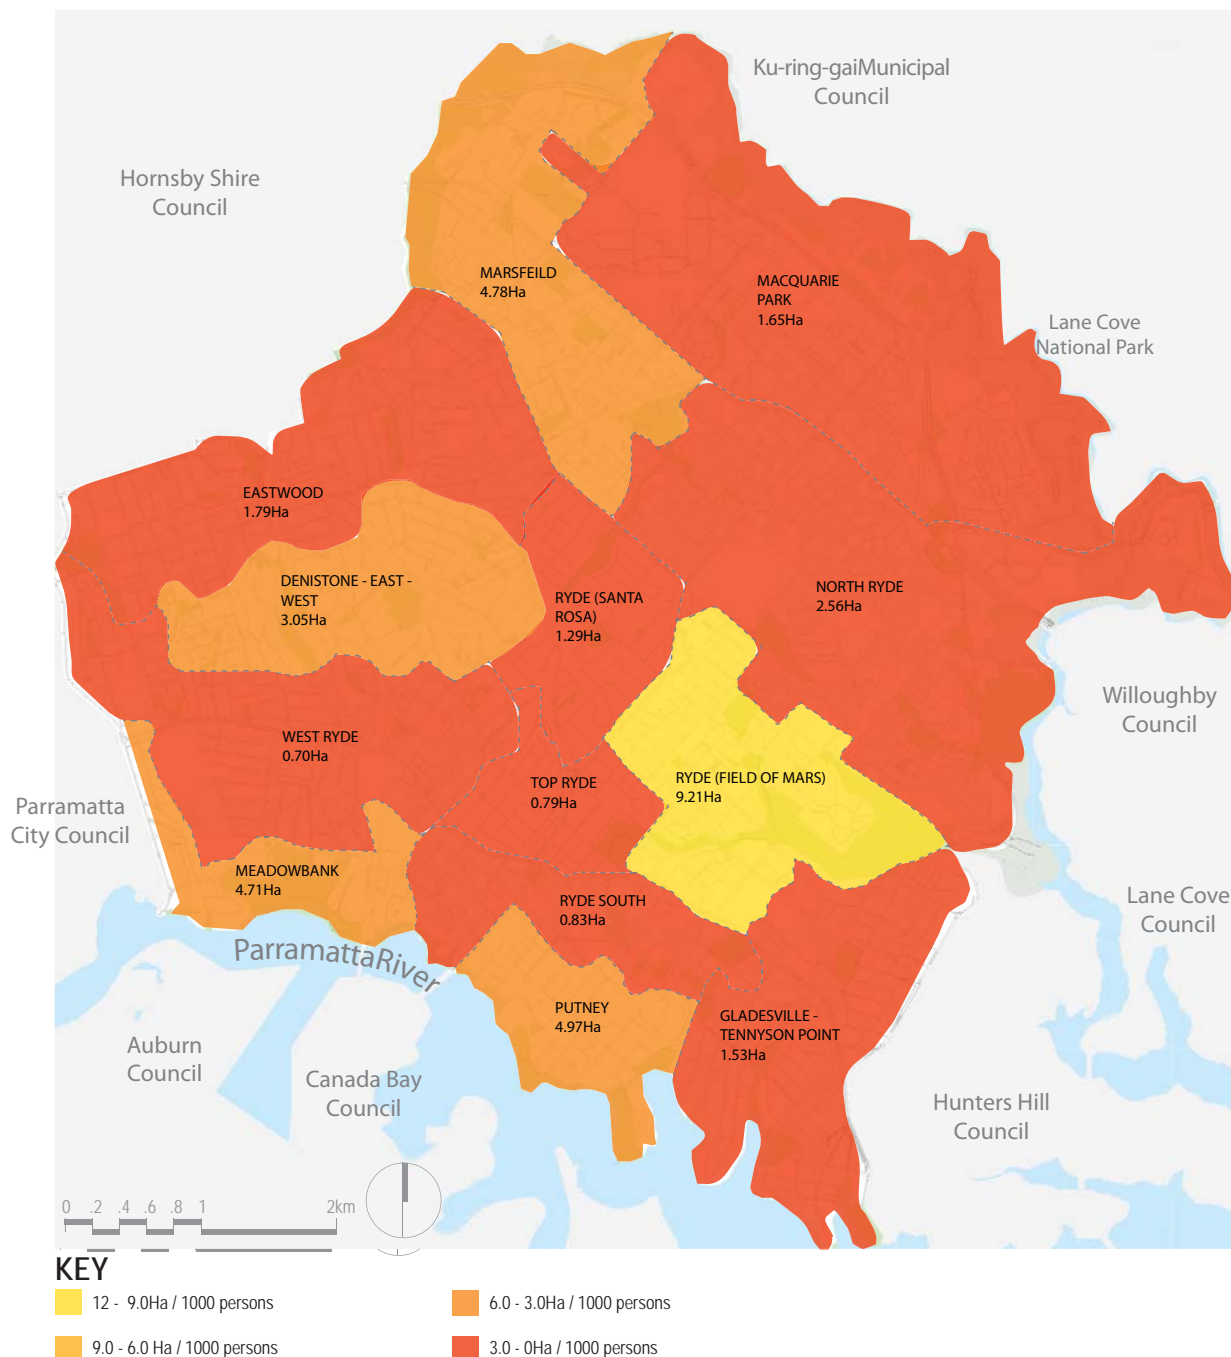 Ku-ring-gaiMunicipal
Council
Hornsby Shire
Council
MARSFEILD
4.78Ha
MACQUARIE
PARK
1.65Ha
Lane Cove
National Park
EASTWOOD
1.79Ha
DENISTONE - EAST -
WEST
3.05Ha
RYDE (SANTA
ROSA)
1.29Ha
NORTH RYDE
2.56Ha
Willoughby
Council
WEST RYDE
0.70Ha
TOP RYDE
0.79Ha
RYDE (FIELD OF MARS)
9.21Ha
Parramatta
City Council
MEADOWBANK
4.71Ha
RYDE SOUTH
0.83Ha
Lane Cove
Council
ParramattaRiver
PUTNEY
4.97Ha
GLADESVILLE -
TENNYSON POINT
1.53Ha
Auburn
Council
Canada Bay
Council
Hunters Hill
Council
0 .2 .4 .6 .8 1 2km
KEY
12 - 9.0Ha / 1000 persons
6.0 - 3.0Ha / 1000 persons
9.0 - 6.0 Ha / 1000 persons
3.0 - 0Ha / 1000 persons